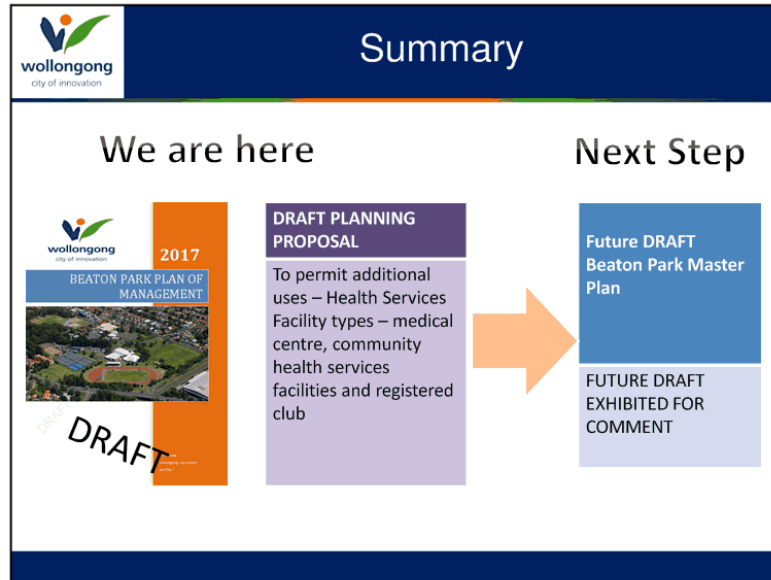 wollongong
city of innovation
Summary
We are here
Next Step
wollongong
city of innovation
2017
BEATON PARK PLAN OF
MANAGEMENT
DRAFT
DRAFT
DRAFT PLANNING
PROPOSAL
To permit additional
uses – Health Services
Facility types – medical
centre, community
health services
facilities and registered
club
Future DRAFT
Beaton Park Master
Plan
FUTURE DRAFT
EXHIBITED FOR
COMMENT